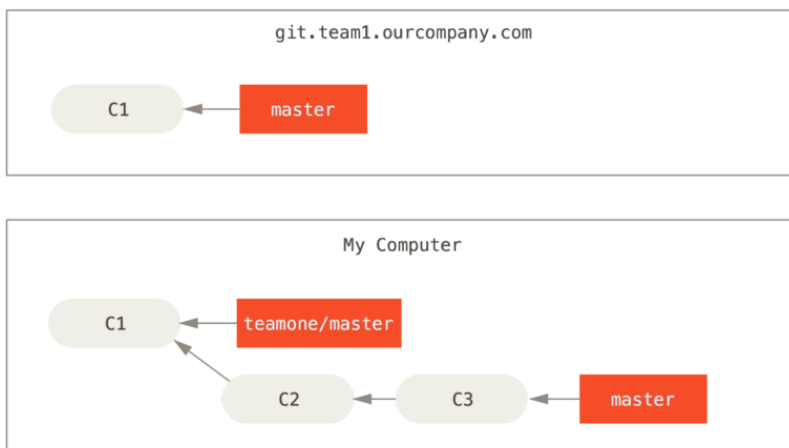 git.team1.ourcompany.com
C1
master
My Computer
C1
teamone/master
C2
C3
master